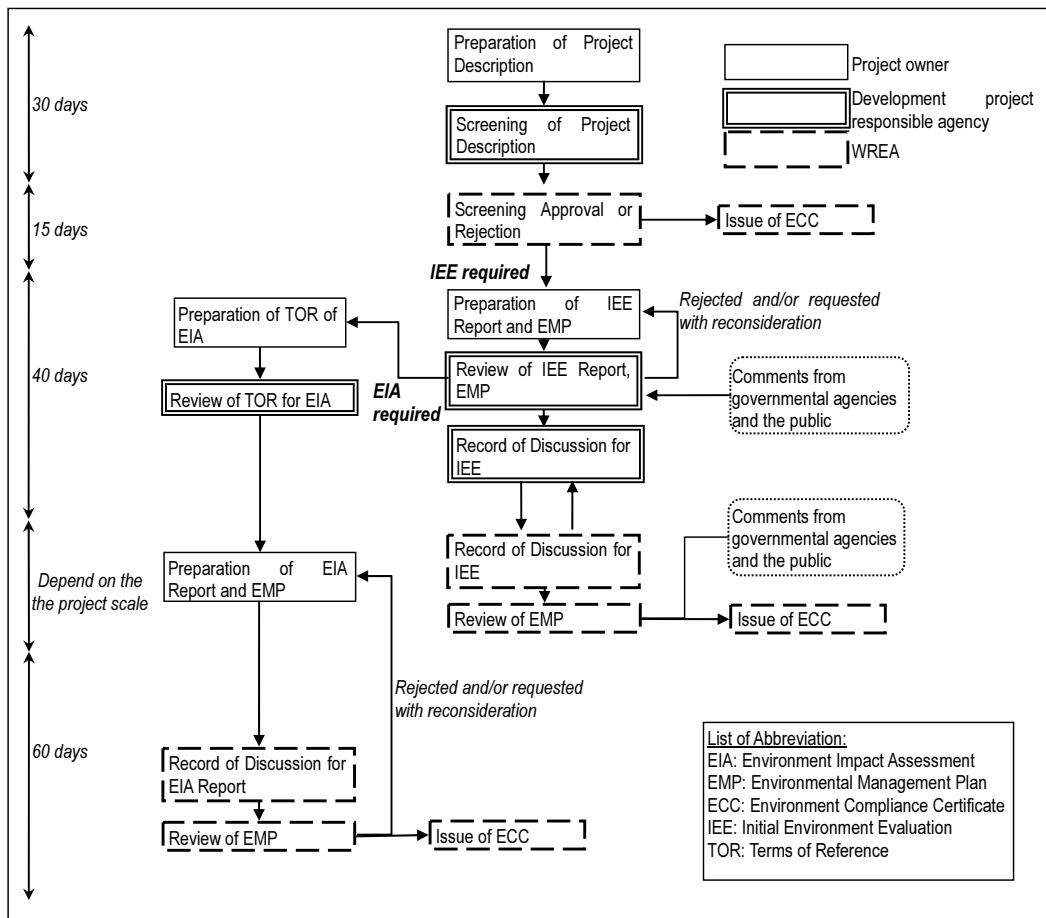 Preparation of Project
Description
Project owner
30 days
Development project
responsible agency
Screening of Project
Description
WREA
Screening Approval or
Rejection
Issue of ECC
15 days
IEE required
Preparation of IEE
Report and EMP
Rejected and/or requested
with reconsideration
Preparation of TOR of
EIA
40 days
Review of IEE Report,
EMP
EIA
required
Comments from
governmental agencies
and the public
Review of TOR for EIA
Record of Discussion for
IEE
Comments from
governmental agencies
and the public
Record of Discussion for
IEE
Preparation of EIA
Report and EMP
Depend on the
the project scale
Review of EMP
Issue of ECC
Rejected and/or requested
with reconsideration
60 days
Record of Discussion for
EIA Report
Review of EMP
Issue of ECC
List of Abbreviation:
EIA: Environment Impact Assessment
EMP: Environmental Management Plan
ECC: Environment Compliance Certificate
IEE: Initial Environment Evaluation
TOR: Terms of Reference